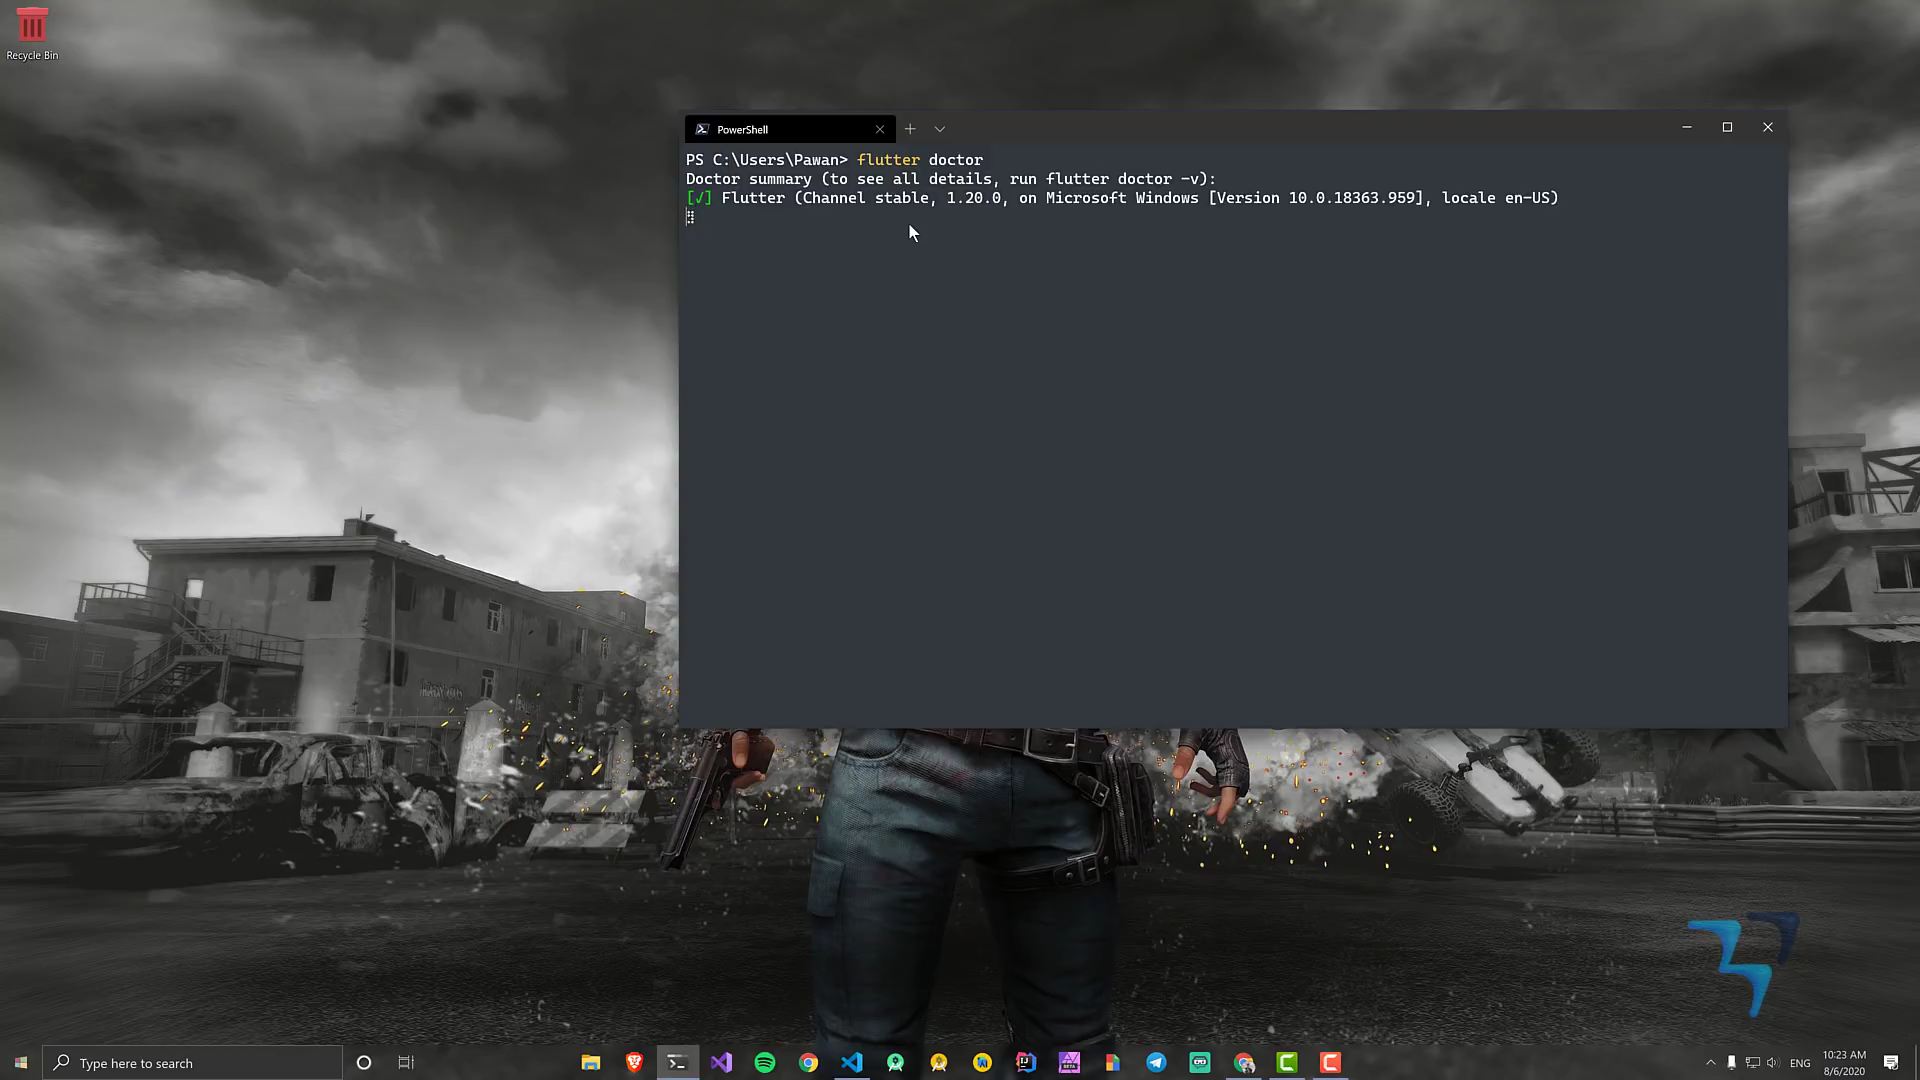 Recycle Bin
PowerShell
PS C:\Users\Pawan> flutter doctor
Doctor summary (to see all details, run flutter doctor -v):
[√] Flutter (Channel stable, 1.20.0, on Microsoft Windows [Version 10.0.18363.959], locale en-US)
Type here to search
ENG
10:23 AM
8/6/2020